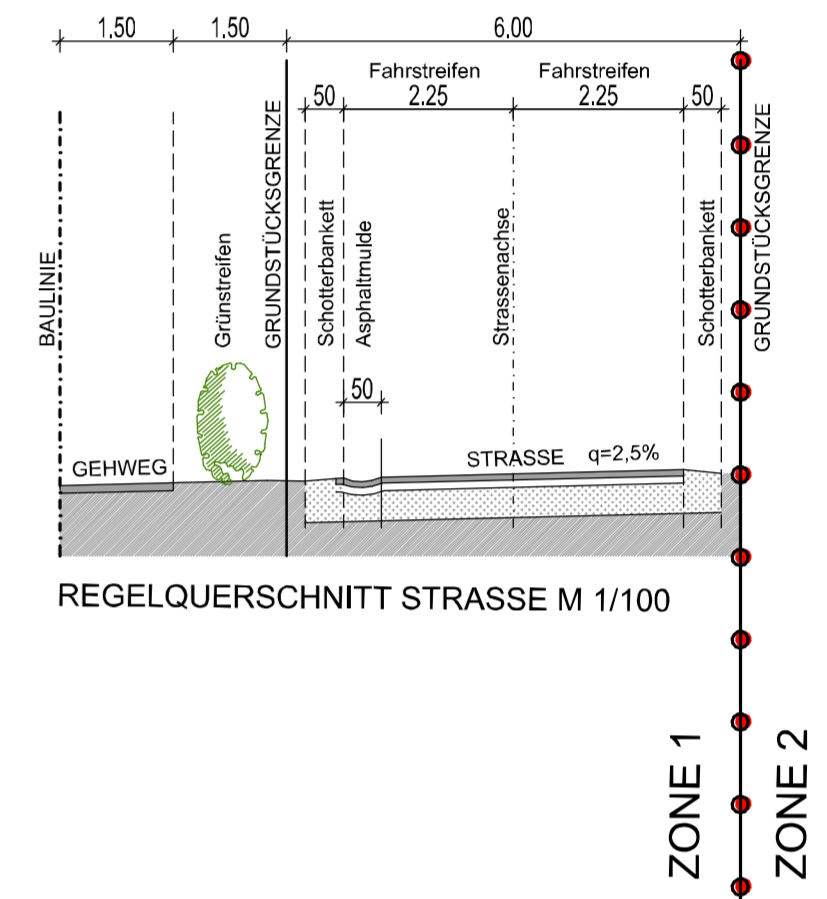 1.50
1.50
6.00
Fahrstreifen
Fahrstreifen
50
2.25
2.25
50
BAULINIE
Grünstreifen
GRUNDSTÜCKSGRENZE
Schotterbankett
Asphaltmulde
Strassenachse
Schotterbankett
GRUNDSTÜCKSGRENZE
50
GEHWEG
STRASSE
q=2,5%
REGELQUERSCHNITT STRASSE M 1/100
ZONE 1
ZONE 2